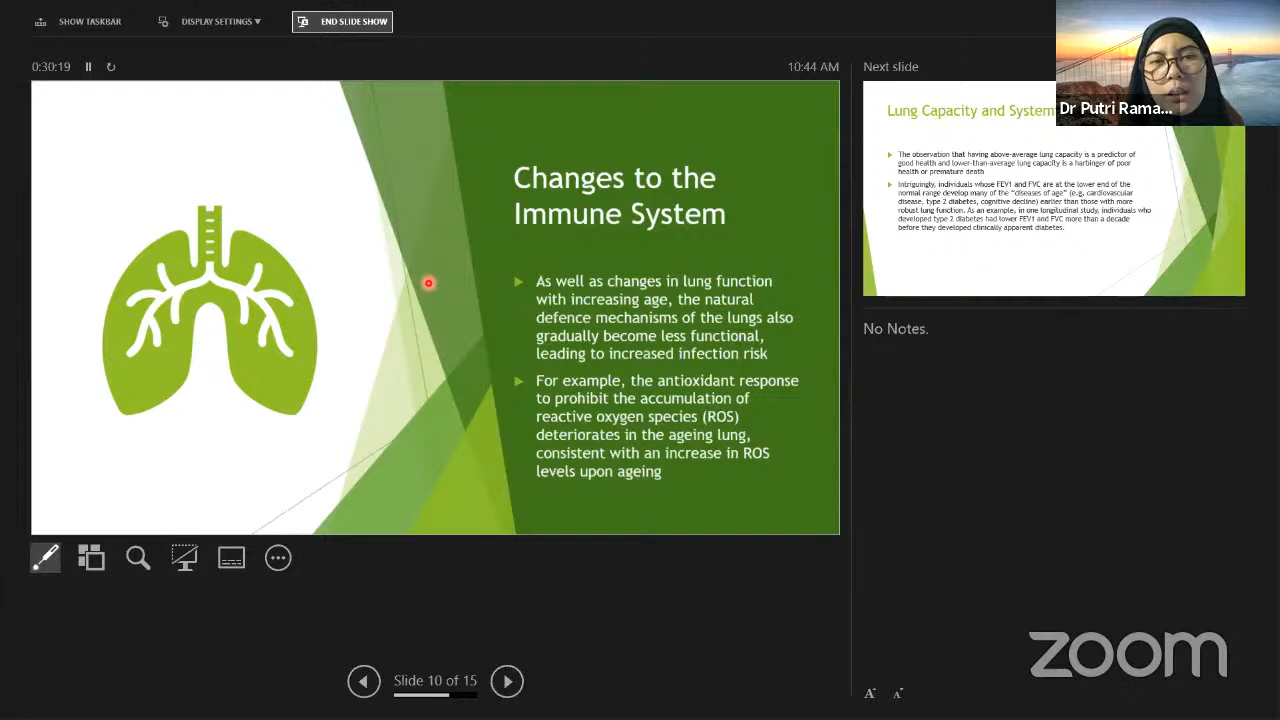 SHOW TASKBAR
DISPLAY SETTINGS ▼
END SLIDE SHOW
0:30:19
10:44 AM
Changes to the
Immune System
As well as changes in lung function
with increasing age, the natural
defence mechanisms of the lungs also
gradually become less functional,
leading to increased infection risk
For example, the antioxidant response
to prohibit the accumulation of
reactive oxygen species (ROS)
deteriorates in the ageing lung,
consistent with an increase in ROS
levels upon ageing
Slide 10 of 15
Next slide
Dr Putri Rama...
Lung Capacity and System
The observation that having above-average lung capacity is a predictor of
good health and lower-than-average lung capacity is a harbinger of poor
health or premature death
Intriguingly, individuals whose FEV1 and FVC are at the lower end of the
normal range develop many of the "diseases of age" (e.g. cardiovascular
disease, type 2 diabetes, cognitive decline) earlier than those with more
robust lung function. As an example, in one longitudinal study, individuals who
developed type 2 diabetes had lower FEV1 and FVC more than a decade
before they developed clinically apparent diabetes.
No Notes.
zoom
A A